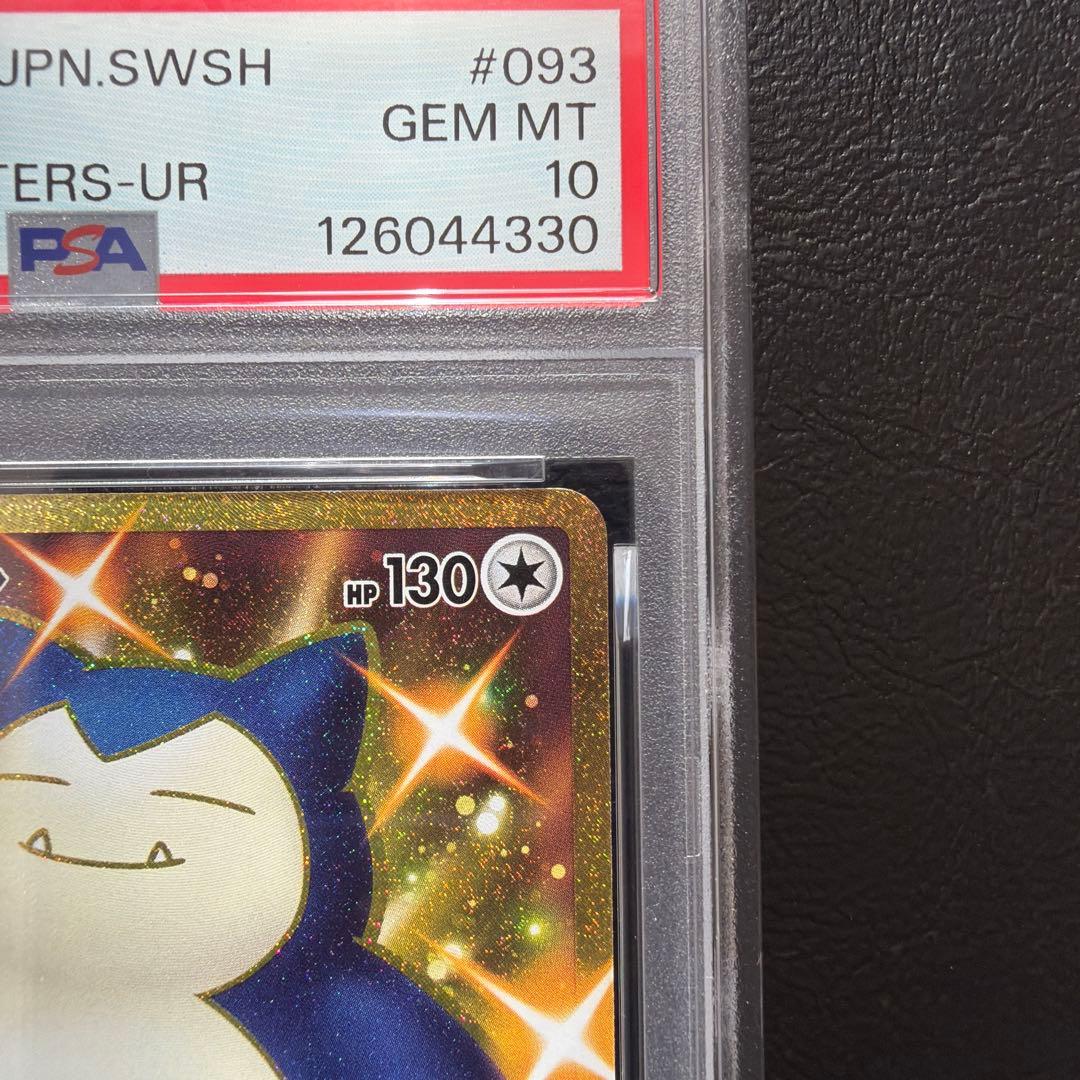 JPN.SWSH #093
GEM MT
TERS-UR 10
PSA 126044330
HP 130